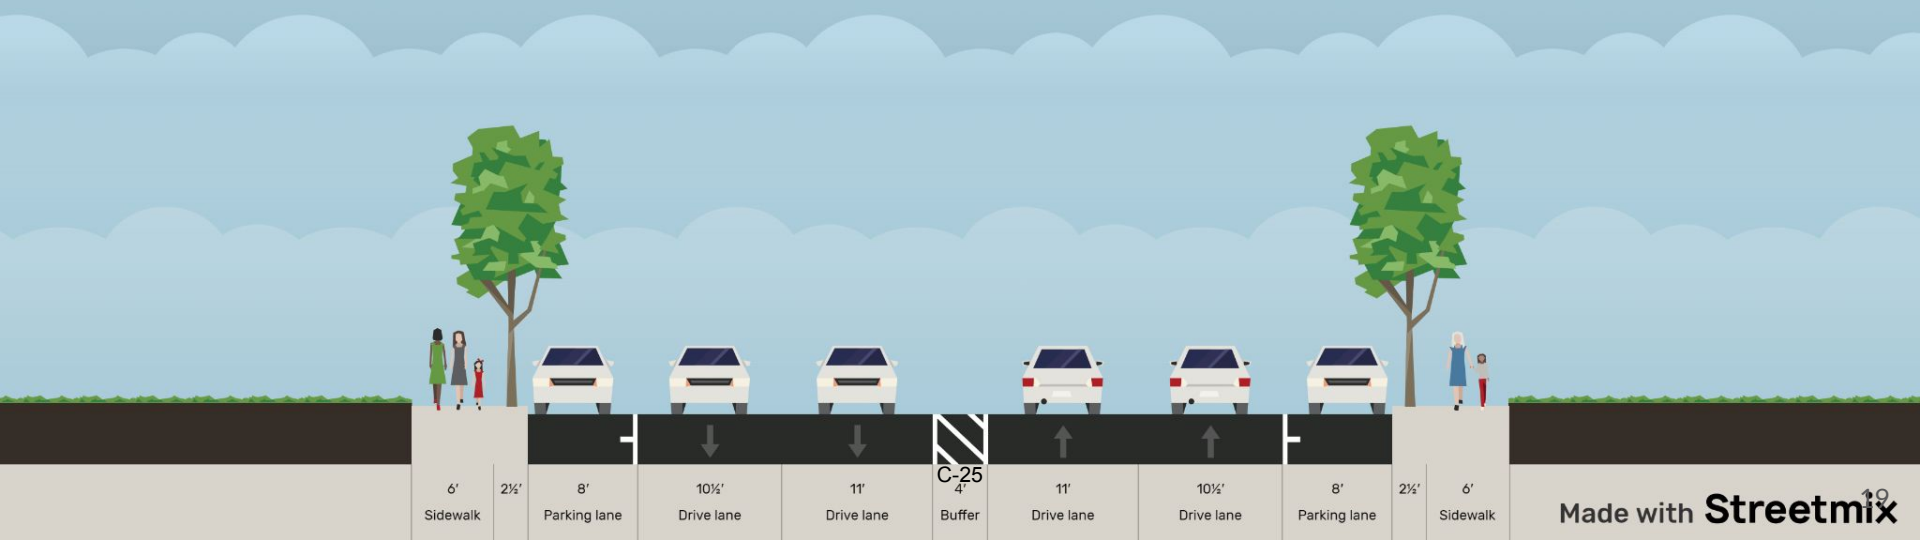 C-25
6′ 2½′ 8′ 10½′ 11′ 4′ 11′ 10½′ 8′ 2½′ 6′
Sidewalk Parking lane Drive lane Drive lane Buffer Drive lane Drive lane Parking lane Sidewalk
Made with Streetmix
19